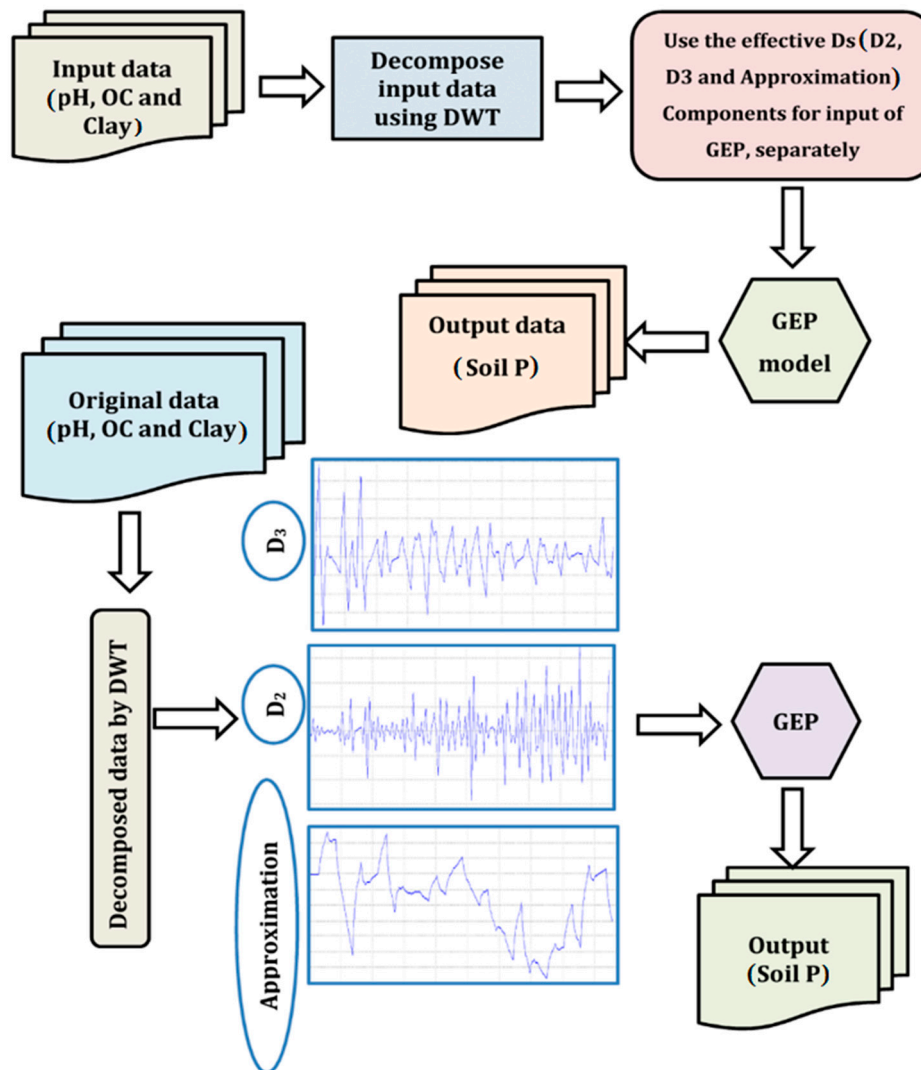 Input data
(pH, OC and
Clay)
Decompose
input data
using DWT
Use the effective Ds(D2,
D3 and Approximation)
Components for input of
GEP, separately
GEP
model
Output data
(Soil P)
Original data
(pH, OC and Clay)
Decomposed data by DWT
D3
D2
Approximation
GEP
Output
(Soil P)